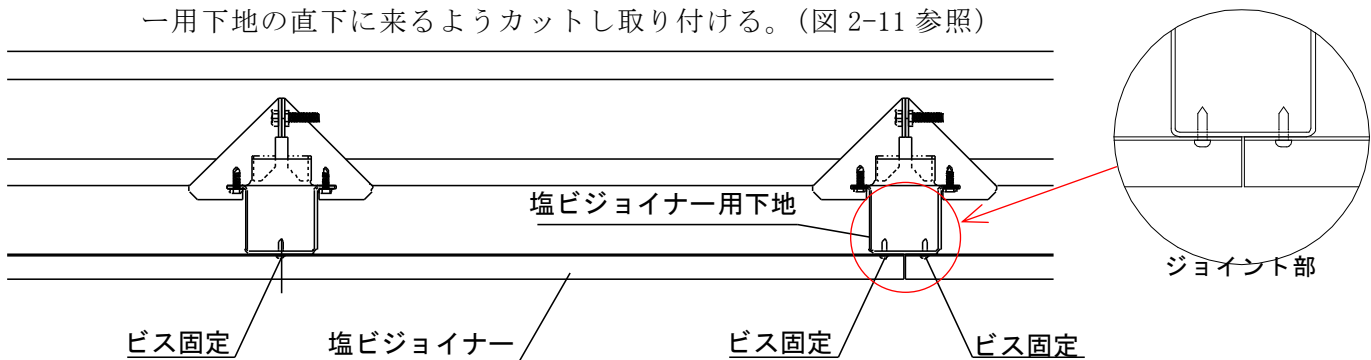 ー用下地の直下に来るようカットし取り付ける。(図 2-11 参照)
塩ビジョイナー用下地
ジョイント部
ビス固定
塩ビジョイナー
ビス固定
ビス固定